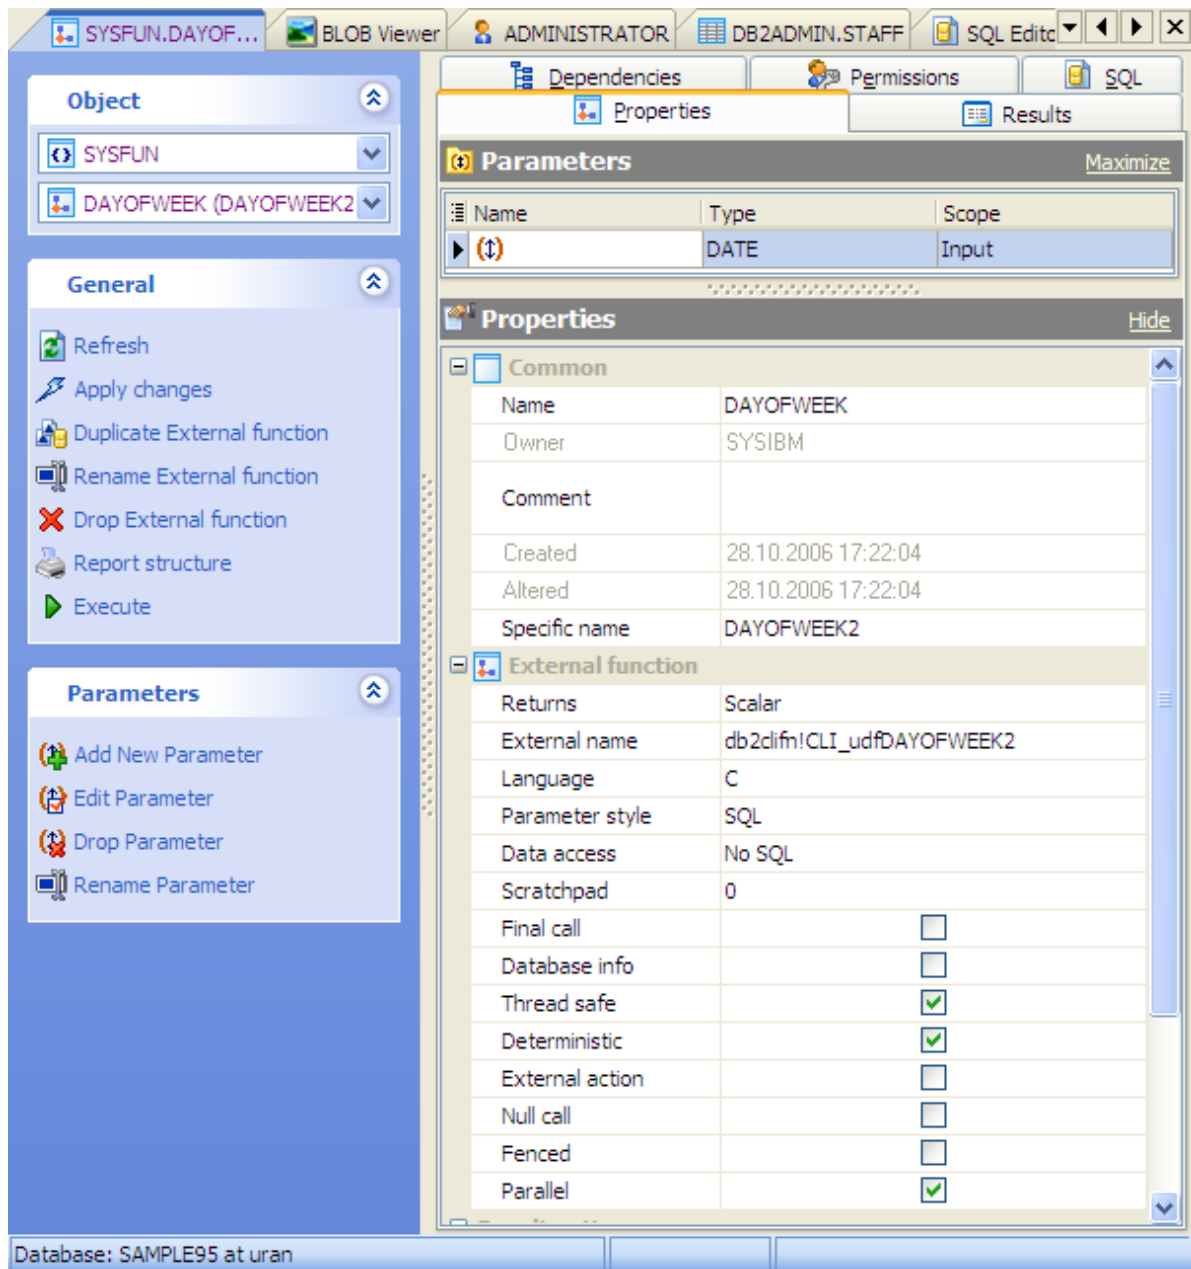 SYSFUN.DAYOF... BLOB Viewer ADMINISTRATOR DB2ADMIN.STAFF SQL Edito
Object
SYSFUN
DAYOFWEEK (DAYOFWEEK2
General
Refresh
Apply changes
Duplicate External function
Rename External function
Drop External function
Report structure
Execute
Parameters
Add New Parameter
Edit Parameter
Drop Parameter
Rename Parameter
Dependencies Permissions SQL
Properties Results
Parameters Maximize
Name Type Scope
DATE Input
Properties Hide
Common
Name DAYOFWEEK
Owner SYSIBM
Comment
Created 28.10.2006 17:22:04
Altered 28.10.2006 17:22:04
Specific name DAYOFWEEK2
External function
Returns Scalar
External name db2clifn!CLI_udfDAYOFWEEK2
Language C
Parameter style SQL
Data access No SQL
Scratchpad 0
Final call
Database info
Thread safe
Deterministic
External action
Null call
Fenced
Parallel
Database: SAMPLE95 at uran